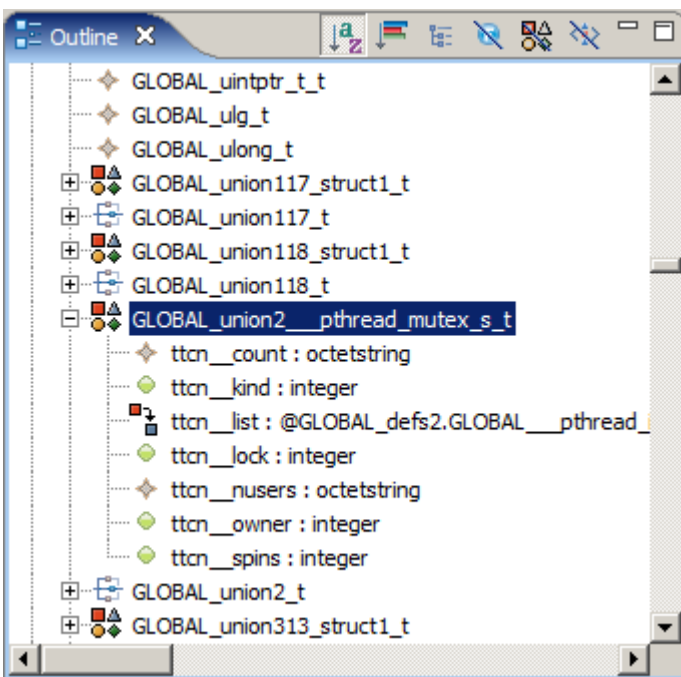 Outline
GLOBAL_uintptr_t_t
GLOBAL_ulg_t
GLOBAL_ulong_t
GLOBAL_union117_struct1_t
GLOBAL_union117_t
GLOBAL_union118_struct1_t
GLOBAL_union118_t
GLOBAL_union2___pthread_mutex_s_t
ttcn__count : octetstring
ttcn__kind : integer
ttcn__list : @GLOBAL_defs2.GLOBAL___pthread_
ttcn__lock : integer
ttcn__nusers : octetstring
ttcn__owner : integer
ttcn__spins : integer
GLOBAL_union2_t
GLOBAL_union313_struct1_t